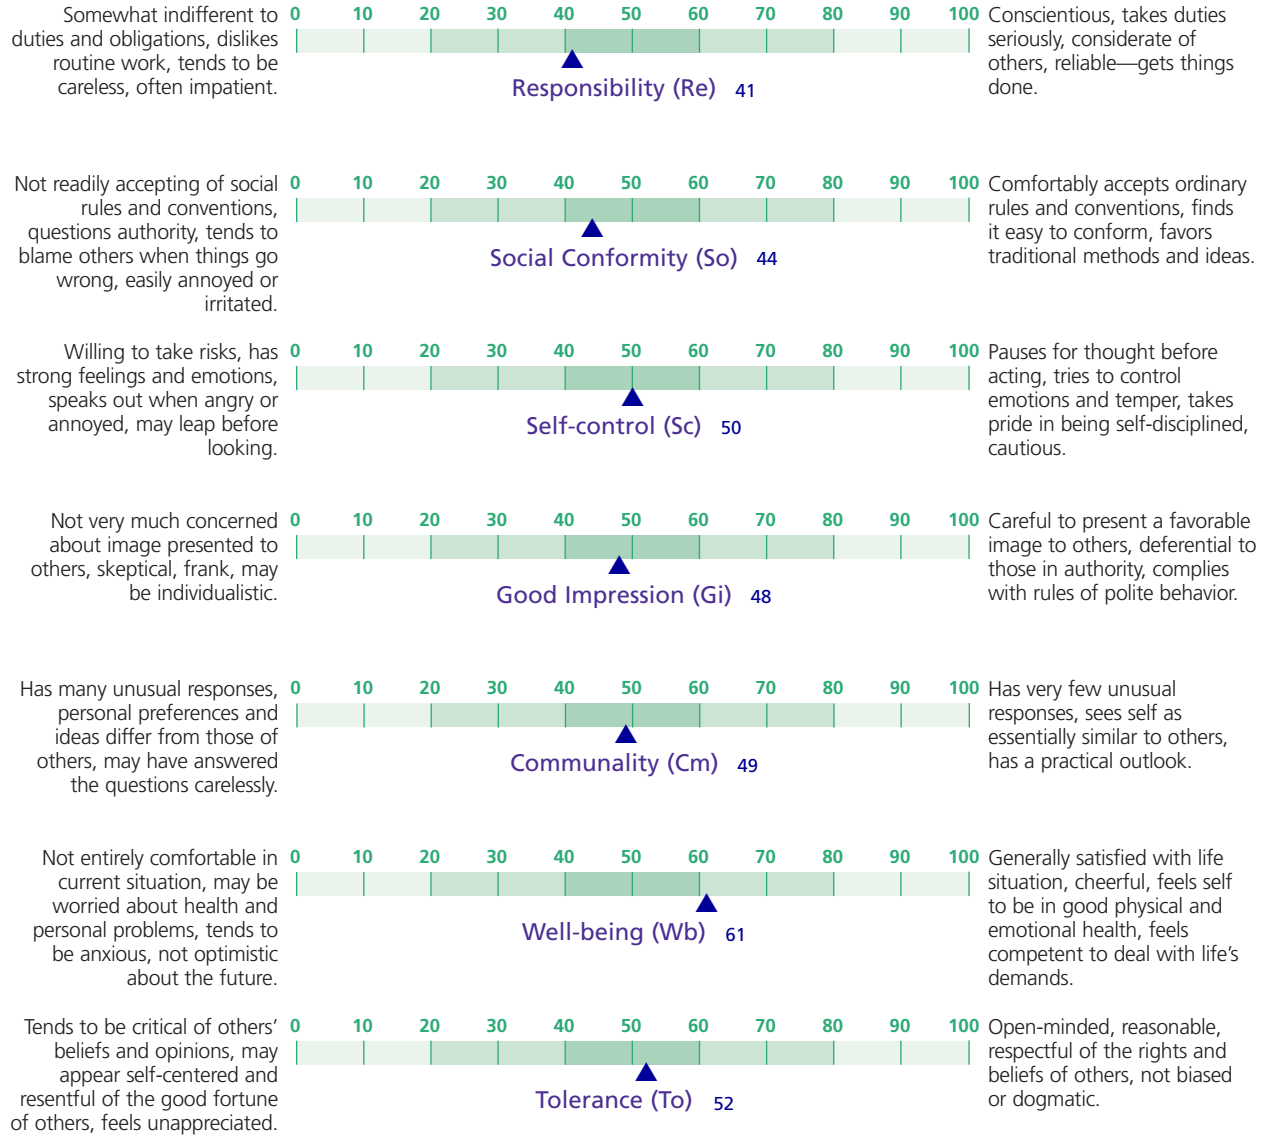 Somewhat indifferent to
duties and obligations, dislikes
routine work, tends to be
careless, often impatient.
0 10 20 30 40 50 60 70 80 90 100
Responsibility (Re) 41
Conscientious, takes duties
seriously, considerate of
others, reliable—gets things
done.
Not readily accepting of social
rules and conventions,
questions authority, tends to
blame others when things go
wrong, easily annoyed or
irritated.
0 10 20 30 40 50 60 70 80 90 100
Social Conformity (So) 44
Comfortably accepts ordinary
rules and conventions, finds
it easy to conform, favors
traditional methods and ideas.
Willing to take risks, has
strong feelings and emotions,
speaks out when angry or
annoyed, may leap before
looking.
0 10 20 30 40 50 60 70 80 90 100
Self-control (Sc) 50
Pauses for thought before
acting, tries to control
emotions and temper, takes
pride in being self-disciplined,
cautious.
Not very much concerned
about image presented to
others, skeptical, frank, may
be individualistic.
0 10 20 30 40 50 60 70 80 90 100
Good Impression (Gi) 48
Careful to present a favorable
image to others, deferential to
those in authority, complies
with rules of polite behavior.
Has many unusual responses,
personal preferences and
ideas differ from those of
others, may have answered
the questions carelessly.
0 10 20 30 40 50 60 70 80 90 100
Communality (Cm) 49
Has very few unusual
responses, sees self as
essentially similar to others,
has a practical outlook.
Not entirely comfortable in
current situation, may be
worried about health and
personal problems, tends to
be anxious, not optimistic
about the future.
0 10 20 30 40 50 60 70 80 90 100
Well-being (Wb) 61
Generally satisfied with life
situation, cheerful, feels self
to be in good physical and
emotional health, feels
competent to deal with life’s
demands.
Tends to be critical of others’
beliefs and opinions, may
appear self-centered and
resentful of the good fortune
of others, feels unappreciated.
0 10 20 30 40 50 60 70 80 90 100
Tolerance (To) 52
Open-minded, reasonable,
respectful of the rights and
beliefs of others, not biased
or dogmatic.